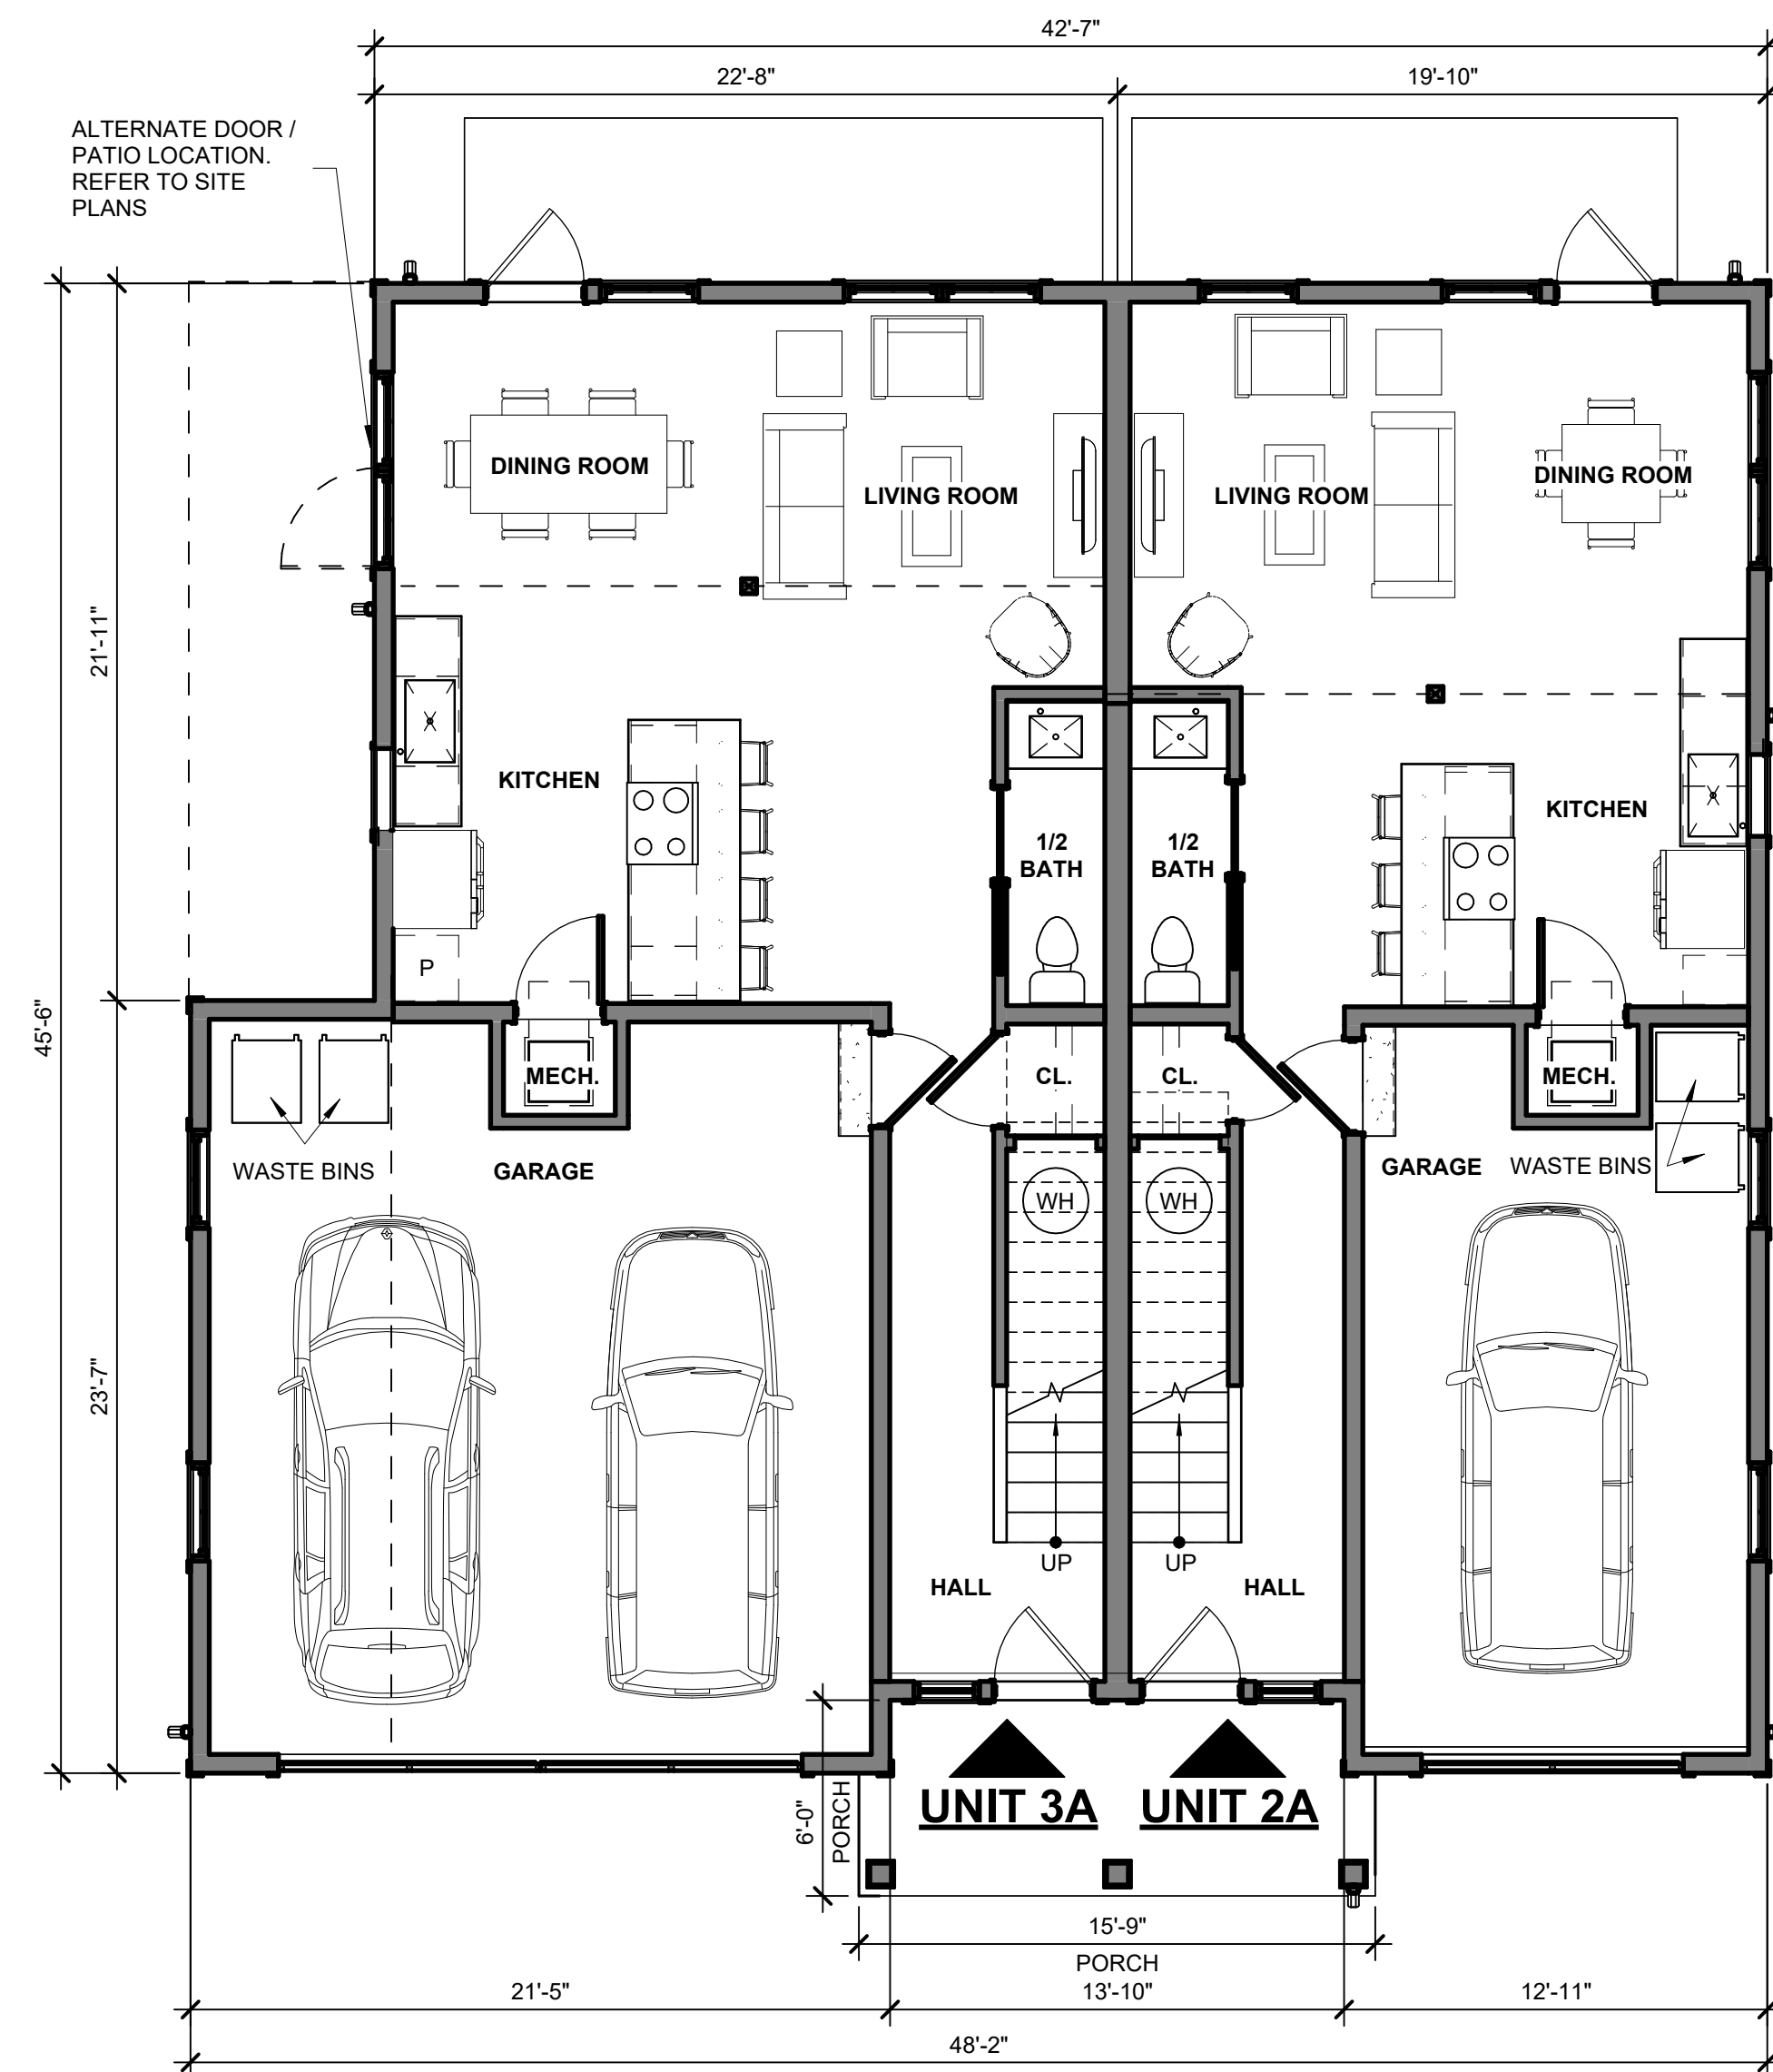 42'-7"
22'-8"
19'-10"
ALTERNATE DOOR /
PATIO LOCATION.
REFER TO SITE
PLANS
DINING ROOM
LIVING ROOM
LIVING ROOM
DINING ROOM
21'-11"
45'-6"
KITCHEN
KITCHEN
1/2
BATH
1/2
BATH
P
MECH.
CL.
CL.
MECH.
WASTE BINS
GARAGE
GARAGE
WASTE BINS
WH
WH
23'-7"
UP
UP
HALL
HALL
UNIT 3A
UNIT 2A
6'-0"
PORCH
15'-9"
PORCH
21'-5"
13'-10"
12'-11"
48'-2"